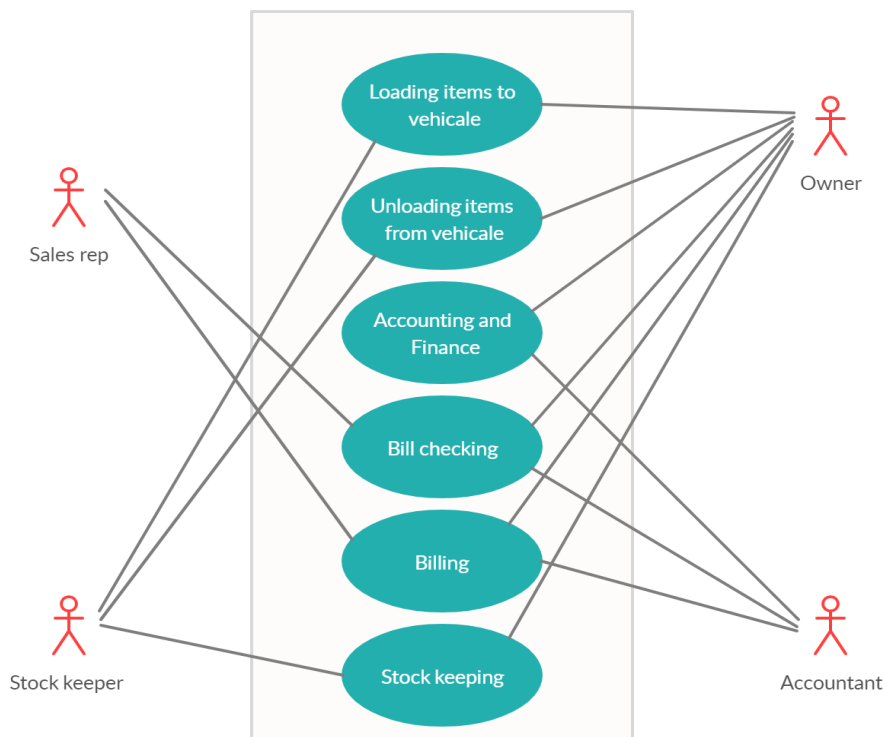 Loading items to
vehicale
Owner
Unloading items
from vehicale
Sales rep
Accounting and
Finance
Bill checking
Billing
Stock keeping
Stock keeper
Accountant